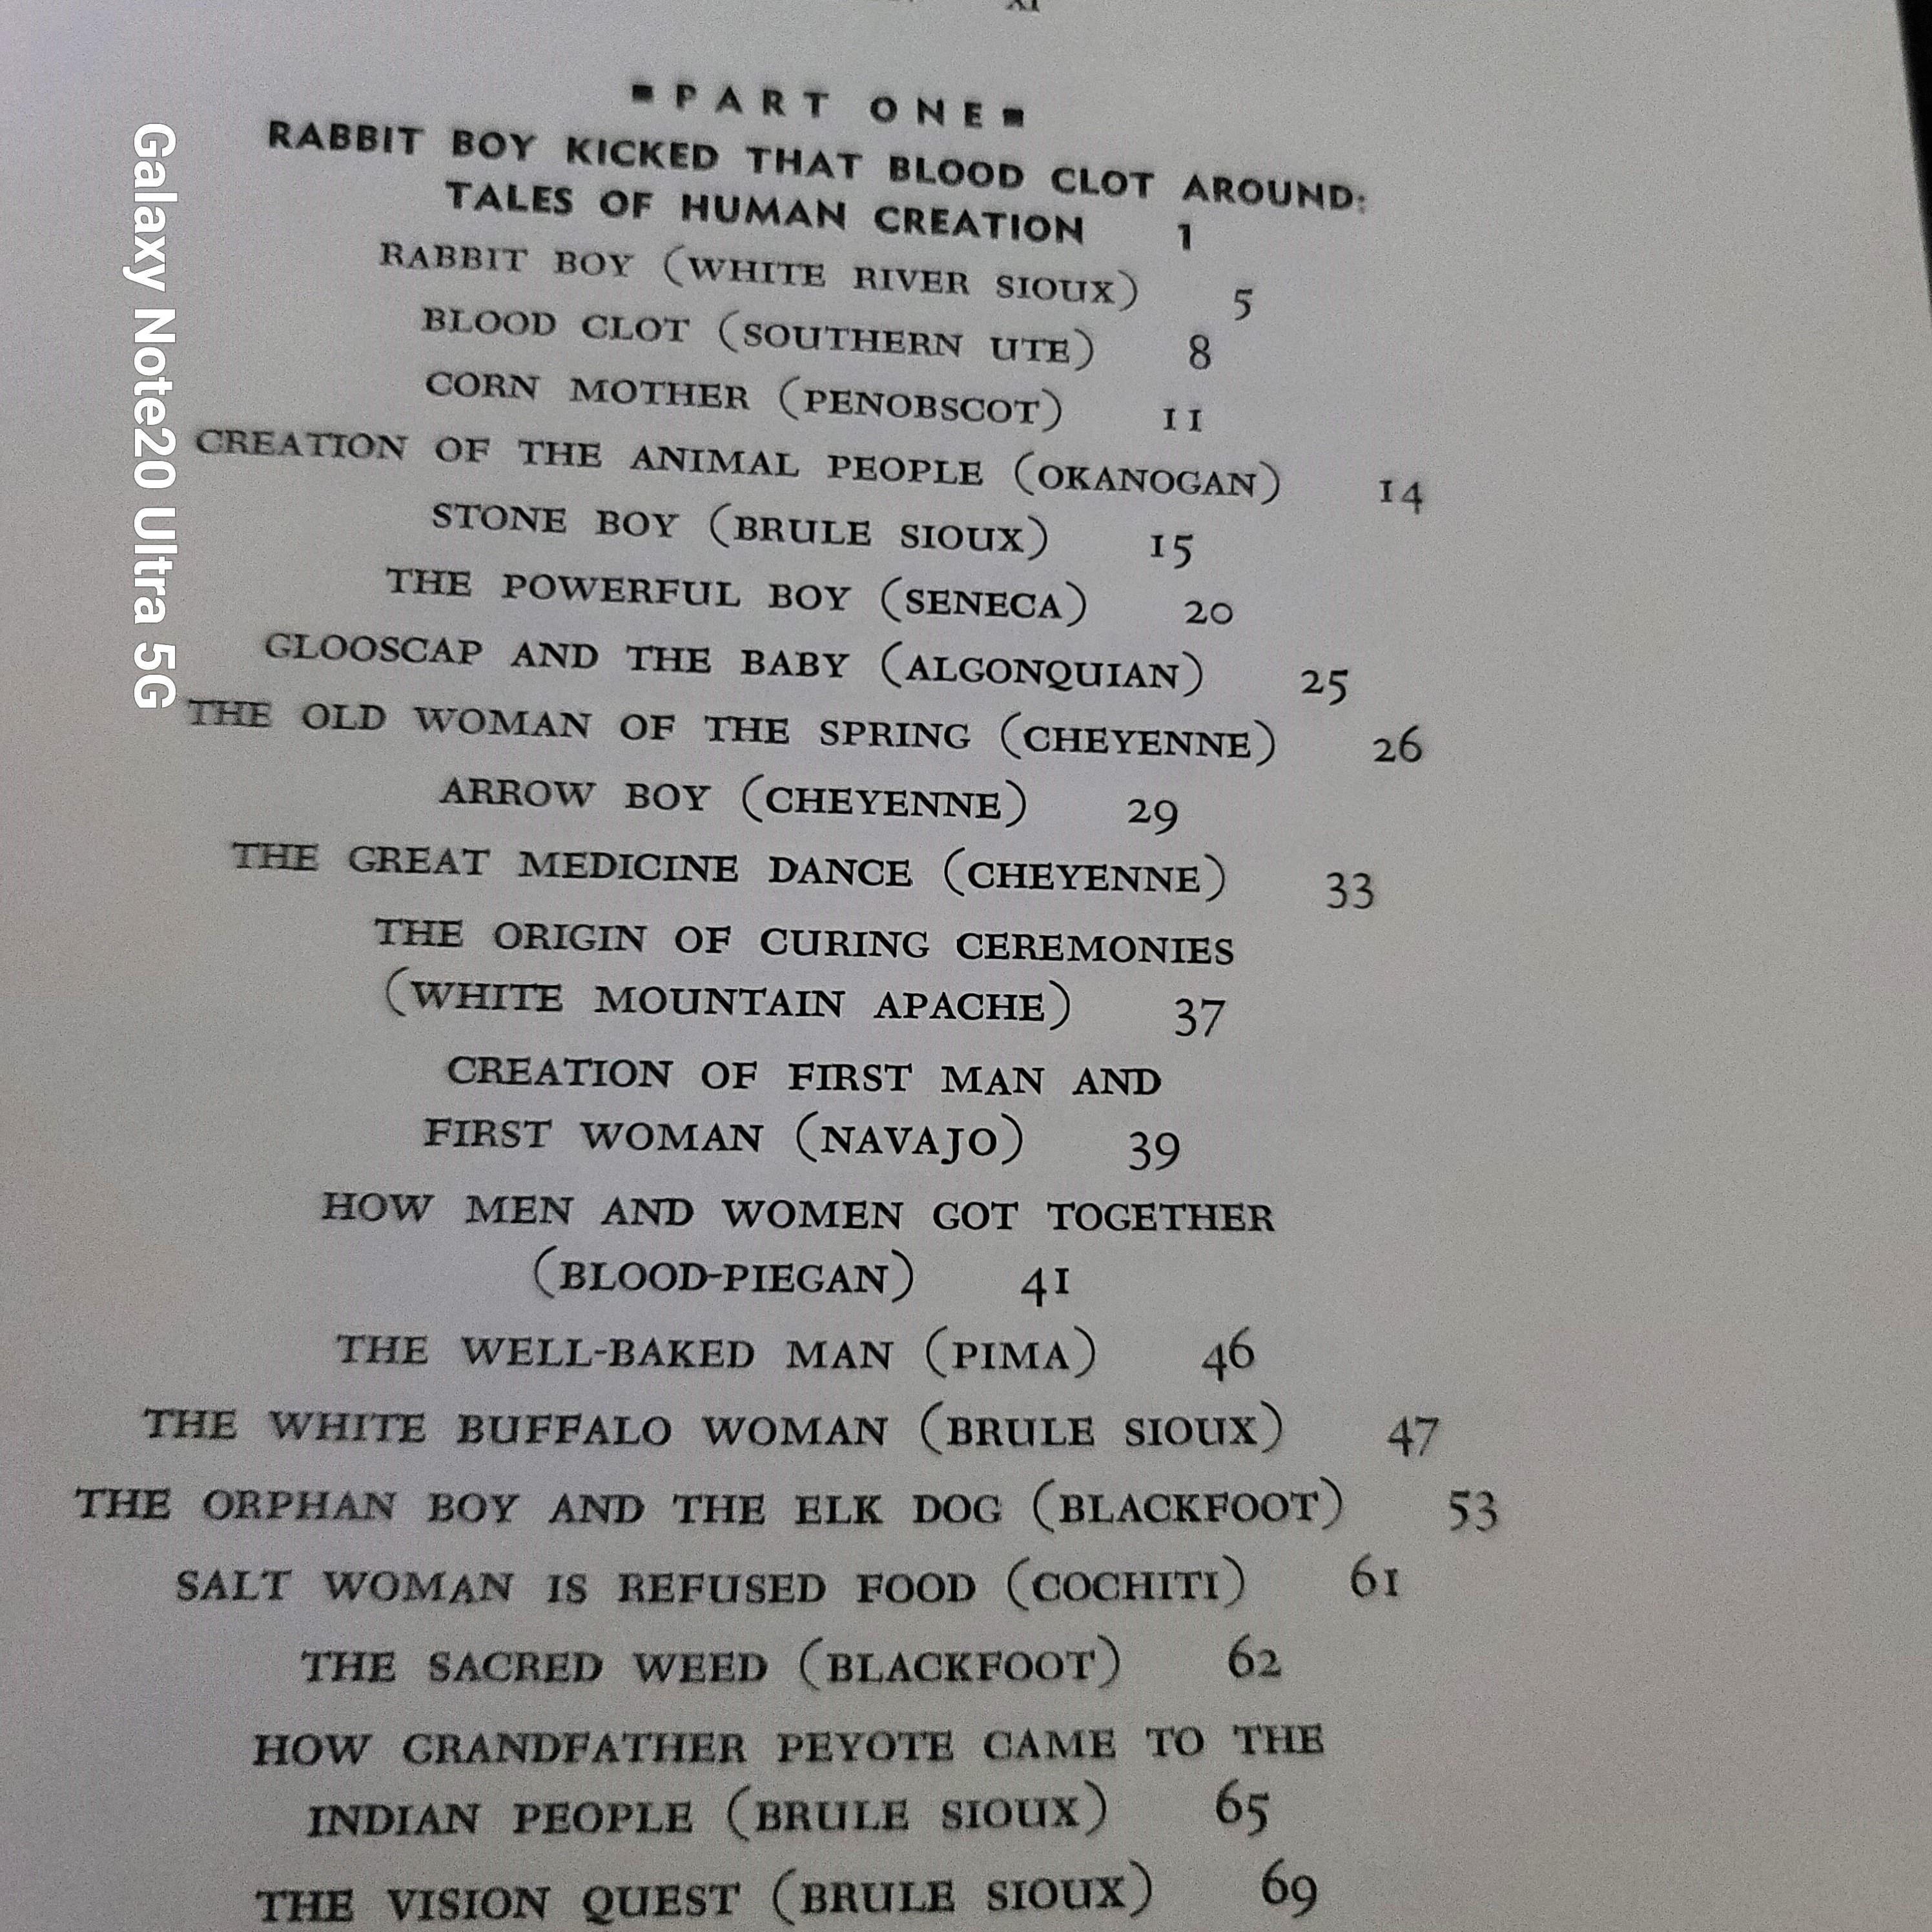 XI
▪PART ONE▪
RABBIT BOY KICKED THAT BLOOD CLOT AROUND:
TALES OF HUMAN CREATION 1
RABBIT BOY (WHITE RIVER SIOUX) 5
BLOOD CLOT (SOUTHERN UTE) 8
CORN MOTHER (PENOBSCOT) 11
CREATION OF THE ANIMAL PEOPLE (OKANOGAN) 14
STONE BOY (BRULE SIOUX) 15
THE POWERFUL BOY (SENECA) 20
GLOOSCAP AND THE BABY (ALGONQUIAN) 25
THE OLD WOMAN OF THE SPRING (CHEYENNE) 26
ARROW BOY (CHEYENNE) 29
THE GREAT MEDICINE DANCE (CHEYENNE) 33
THE ORIGIN OF CURING CEREMONIES
(WHITE MOUNTAIN APACHE) 37
CREATION OF FIRST MAN AND
FIRST WOMAN (NAVAJO) 39
HOW MEN AND WOMEN GOT TOGETHER
(BLOOD-PIEGAN) 41
THE WELL-BAKED MAN (PIMA) 46
THE WHITE BUFFALO WOMAN (BRULE SIOUX) 47
THE ORPHAN BOY AND THE ELK DOG (BLACKFOOT) 53
SALT WOMAN IS REFUSED FOOD (COCHITI) 61
THE SACRED WEED (BLACKFOOT) 62
HOW GRANDFATHER PEYOTE CAME TO THE
INDIAN PEOPLE (BRULE SIOUX) 65
THE VISION QUEST (BRULE SIOUX) 69
Galaxy Note20 Ultra 5G